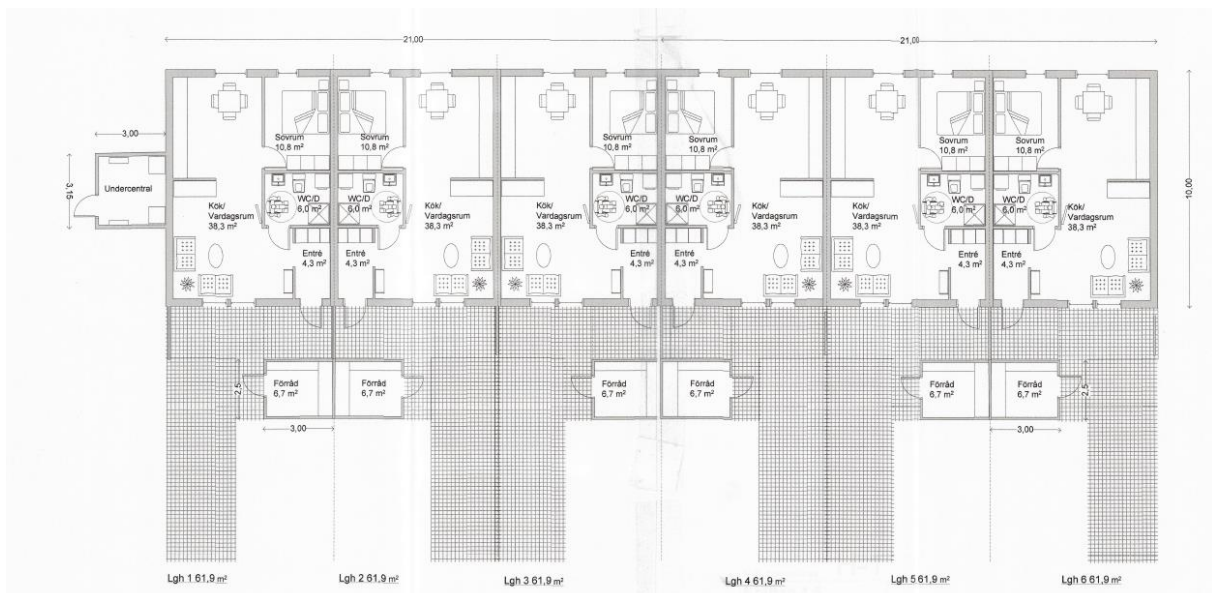 21,00
21,00
3,00
3,15
Undercentral
10,00
Sovrum
10,8 m²
Sovrum
10,8 m²
Sovrum
10,8 m²
Sovrum
10,8 m²
Sovrum
10,8 m²
Sovrum
10,8 m²
WC/D
6,0 m²
WC/D
6,0 m²
WC/D
6,0 m²
WC/D
6,0 m²
WC/D
6,0 m²
WC/D
6,0 m²
Kök/
Vardagsrum
38,3 m²
Kök/
Vardagsrum
38,3 m²
Kök/
Vardagsrum
38,3 m²
Kök/
Vardagsrum
38,3 m²
Kök/
Vardagsrum
38,3 m²
Kök/
Vardagsrum
38,3 m²
Entré
4,3 m²
Entré
4,3 m²
Entré
4,3 m²
Entré
4,3 m²
Entré
4,3 m²
Entré
4,3 m²
2,5
Förråd
6,7 m²
Förråd
6,7 m²
Förråd
6,7 m²
Förråd
6,7 m²
Förråd
6,7 m²
Förråd
6,7 m²
2,5
3,00
3,00
Lgh 1 61,9 m²
Lgh 2 61,9 m²
Lgh 3 61,9 m²
Lgh 4 61,9 m²
Lgh 5 61,9 m²
Lgh 6 61,9 m²